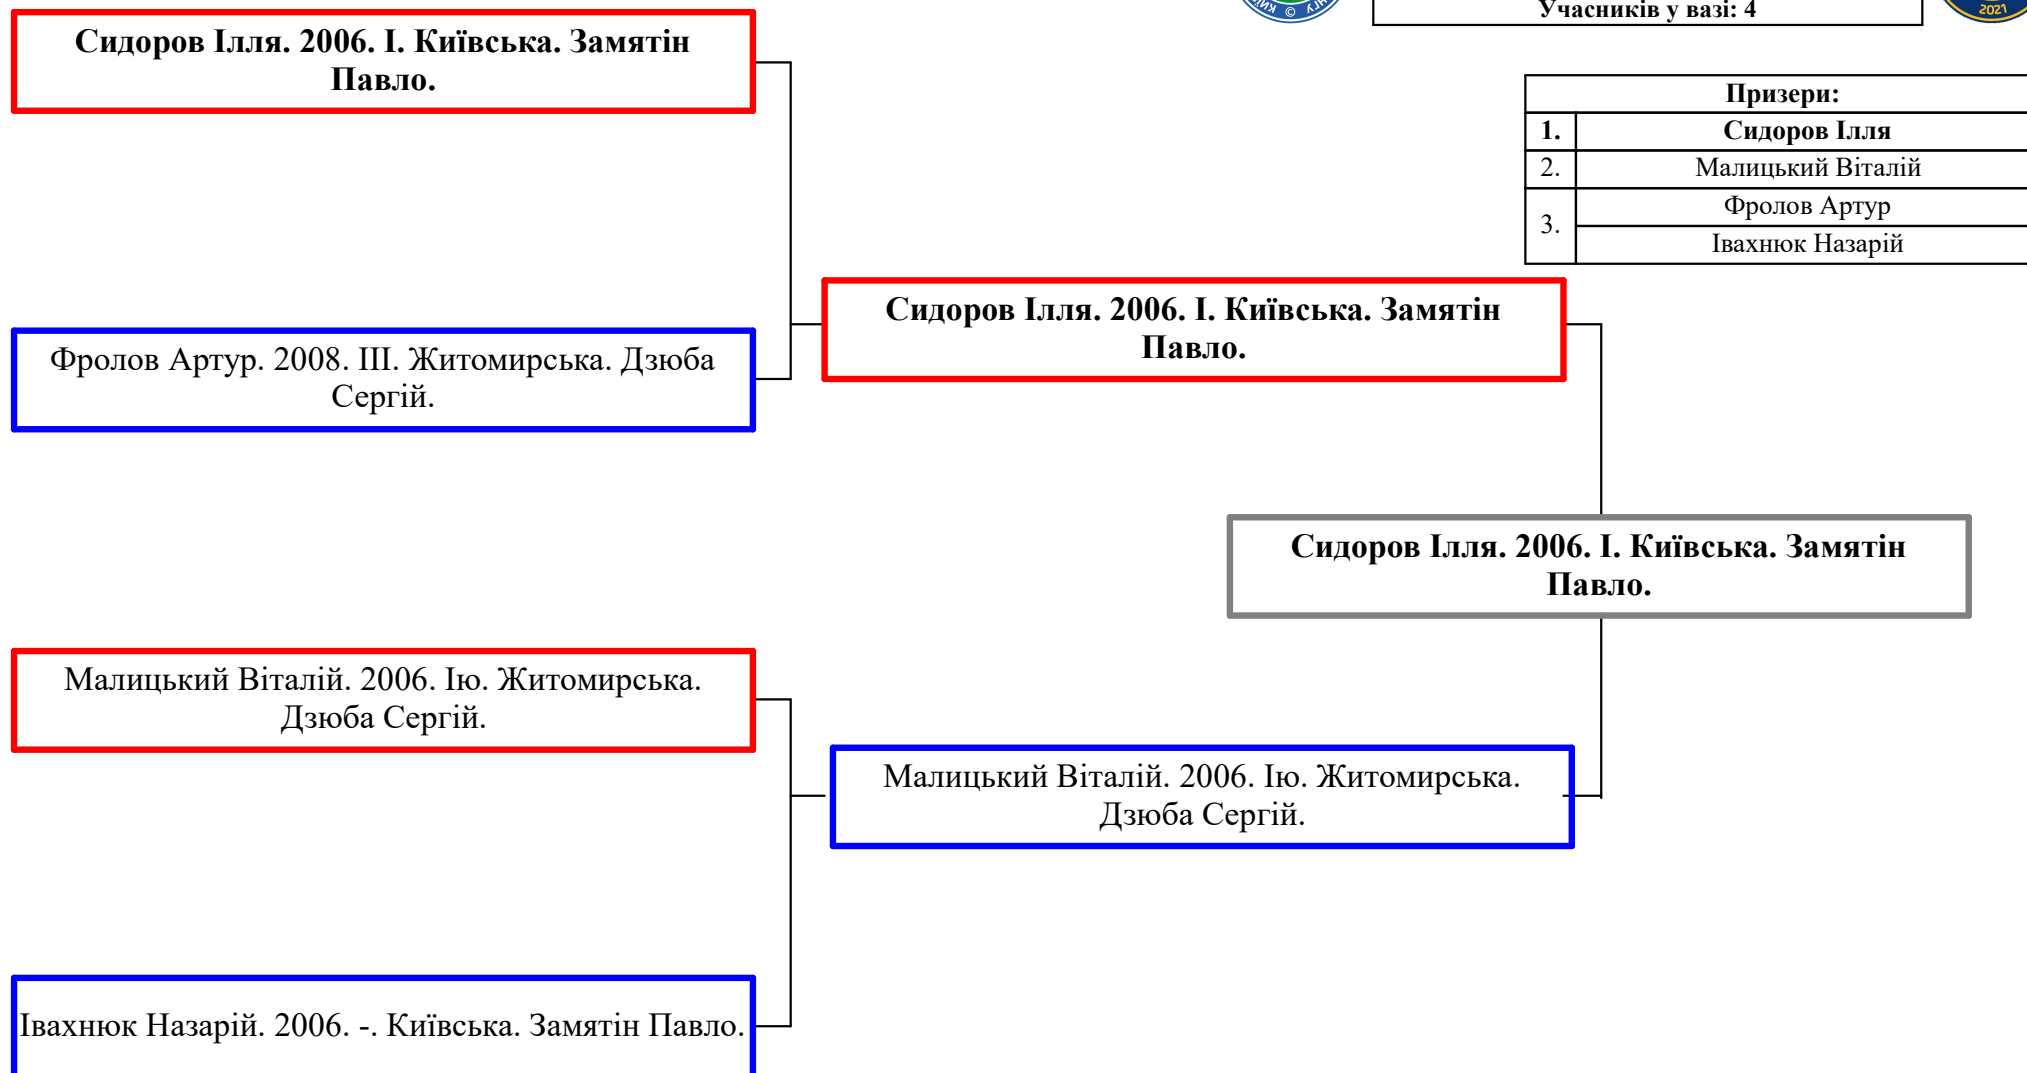 Учасників у вазі: 4
2021
Сидоров Ілля. 2006. І. Київська. Замятін
Павло.
Призери:
1. Сидоров Ілля
2. Малицький Віталій
3. Фролов Артур
Івахнюк Назарій
Сидоров Ілля. 2006. І. Київська. Замятін
Павло.
Фролов Артур. 2008. ІІІ. Житомирська. Дзюба
Сергій.
Сидоров Ілля. 2006. І. Київська. Замятін
Павло.
Малицький Віталій. 2006. Ію. Житомирська.
Дзюба Сергій.
Малицький Віталій. 2006. Ію. Житомирська.
Дзюба Сергій.
Івахнюк Назарій. 2006. -. Київська. Замятін Павло.